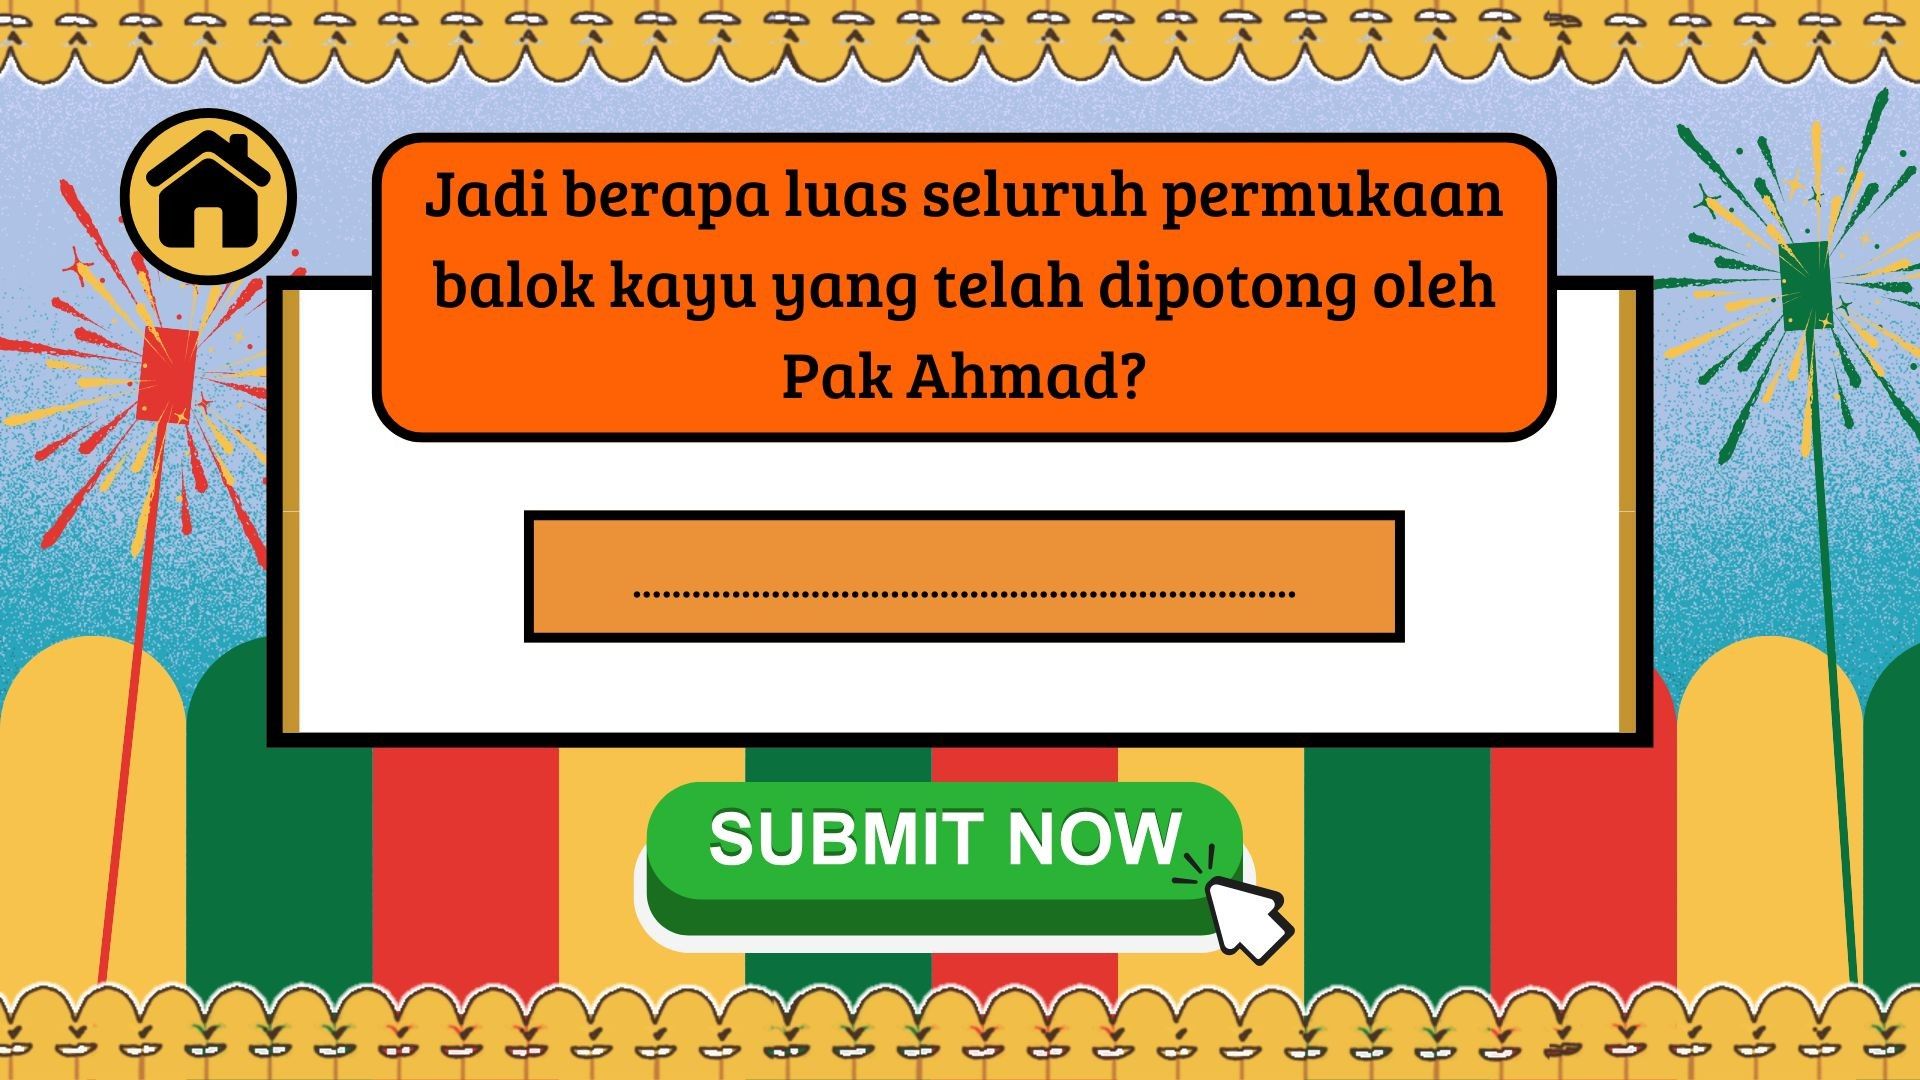 Jadi berapa luas seluruh permukaan
balok kayu yang telah dipotong oleh
Pak Ahmad?
....................................................................
SUBMIT NOW